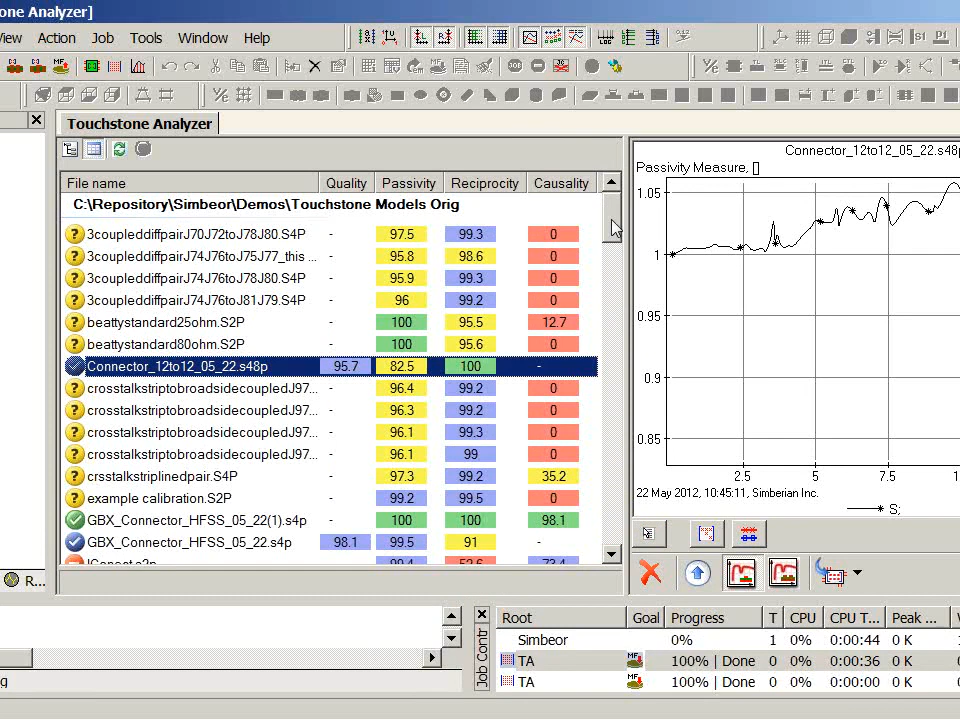 tone Analyzer]
View Action Job Tools Window Help
Touchstone Analyzer
File name Quality Passivity Reciprocity Causality
C:\Repository\Simbeor\Demos\Touchstone Models Orig
3coupleddiffpairJ70J72toJ78J80.S4P - 97.5 99.3 0
3coupleddiffpairJ74J76toJ75J77_this ... - 95.8 98.6 0
3coupleddiffpairJ74J76toJ78J80.S4P - 95.9 99.3 0
3coupleddiffpairJ74J76toJ81J79.S4P - 96 99.2 0
beattystandard25ohm.S2P - 100 95.5 12.7
beattystandard80ohm.S2P - 100 95.6 0
Connector_12to12_05_22.s48p 95.7 82.5 100 -
crosstalkstriptobroadsidecoupledJ97... - 96.4 99.2 0
crosstalkstriptobroadsidecoupledJ97... - 96.3 99.2 0
crosstalkstriptobroadsidecoupledJ97... - 96.1 99.3 0
crosstalkstriptobroadsidecoupledJ97... - 96.1 99 0
crsstalkstriplinedpair.S4P - 97.3 99.2 35.2
example calibration.S2P - 99.2 99.5 0
GBX_Connector_HFSS_05_22(1).s4p - 100 100 98.1
GBX_Connector_HFSS_05_22.s4p 98.1 99.5 91 -
Connector_12to12_05_22.s48p
Passivity Measure, []
1.05
1
0.95
0.9
0.85
2.5 5 7.5 1
22 May 2012, 10:45:11, Simberian Inc.
S;
R...
g
Job Contr
Root Goal Progress T CPU CPU T... Peak ...
Simbeor 0% 1 0% 0:00:44 0 K
TA 100% | Done 0 0% 0:00:36 0 K
TA 100% | Done 0 0% 0:00:00 0 K